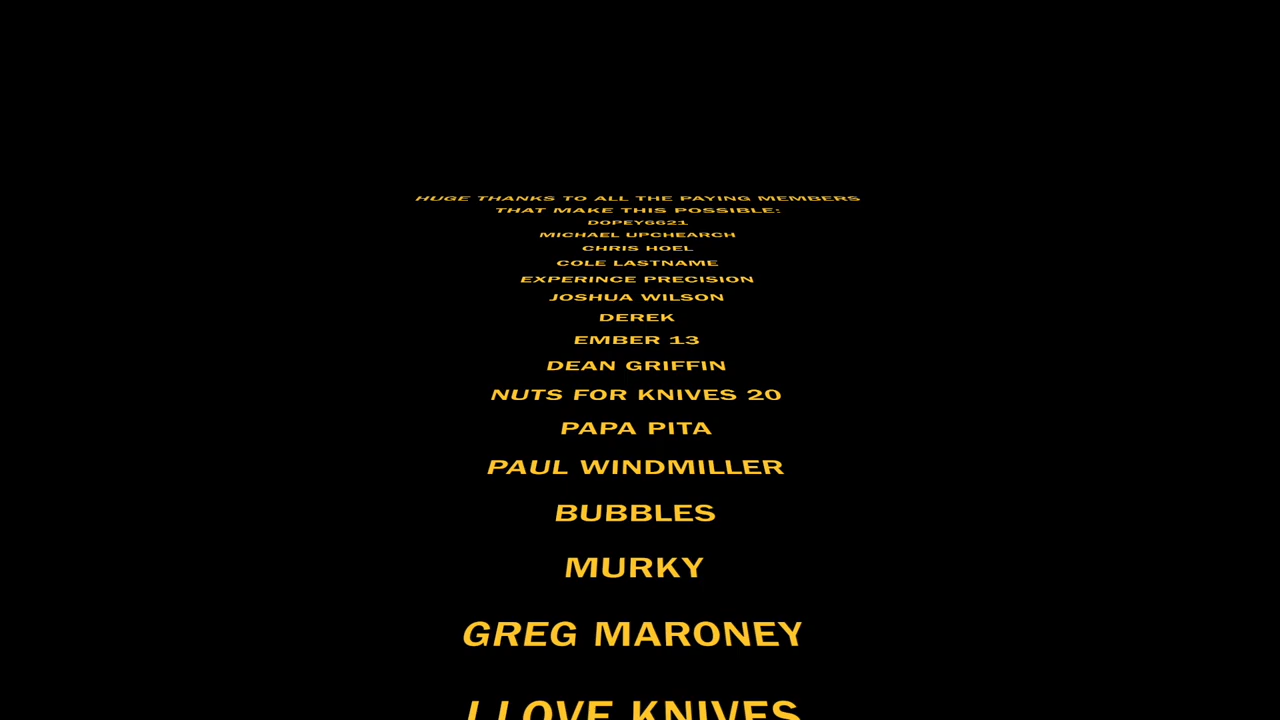 HUGE THANKS TO ALL THE PAYING MEMBERS
THAT MAKE THIS POSSIBLE:
DOPEY6621
MICHAEL UPCHEARCH
CHRIS HOEL
COLE LASTNAME
EXPERINCE PRECISION
JOSHUA WILSON
DEREK
EMBER 13
DEAN GRIFFIN
NUTS FOR KNIVES 20
PAPA PITA
PAUL WINDMILLER
BUBBLES
MURKY
GREG MARONEY
I LOVE KNIVES